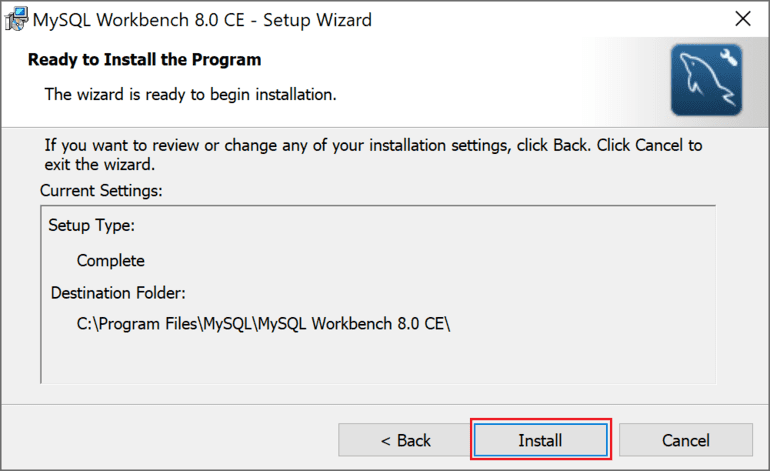 MySQL Workbench 8.0 CE - Setup Wizard
Ready to Install the Program
The wizard is ready to begin installation.
If you want to review or change any of your installation settings, click Back. Click Cancel to
exit the wizard.
Current Settings:
Setup Type:
Complete
Destination Folder:
C:\Program Files\MySQL\MySQL Workbench 8.0 CE\
< Back
Install
Cancel